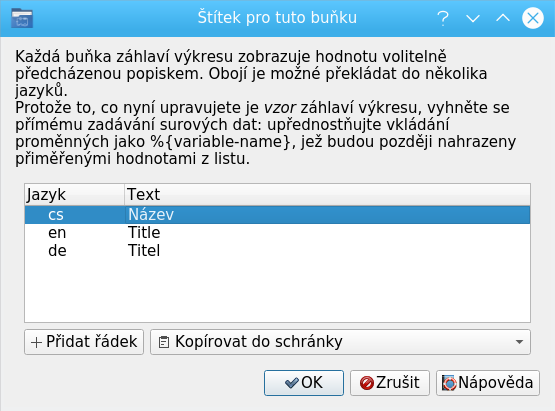 Štítek pro tuto buňku
Každá buňka záhlaví výkresu zobrazuje hodnotu volitelně
předcházenou popiskem. Obojí je možné překládat do několika
jazyků.
Protože to, co nyní upravujete je vzor záhlaví výkresu, vyhněte se
přímému zadávání surových dat: upřednostňujte vkládání
proměnných jako %{variable-name}, jež budou později nahrazeny
přiměřenými hodnotami z listu.
Jazyk Text
cs Název
en Title
de Titel
Přidat řádek Kopírovat do schránky
OK Zrušit Nápověda